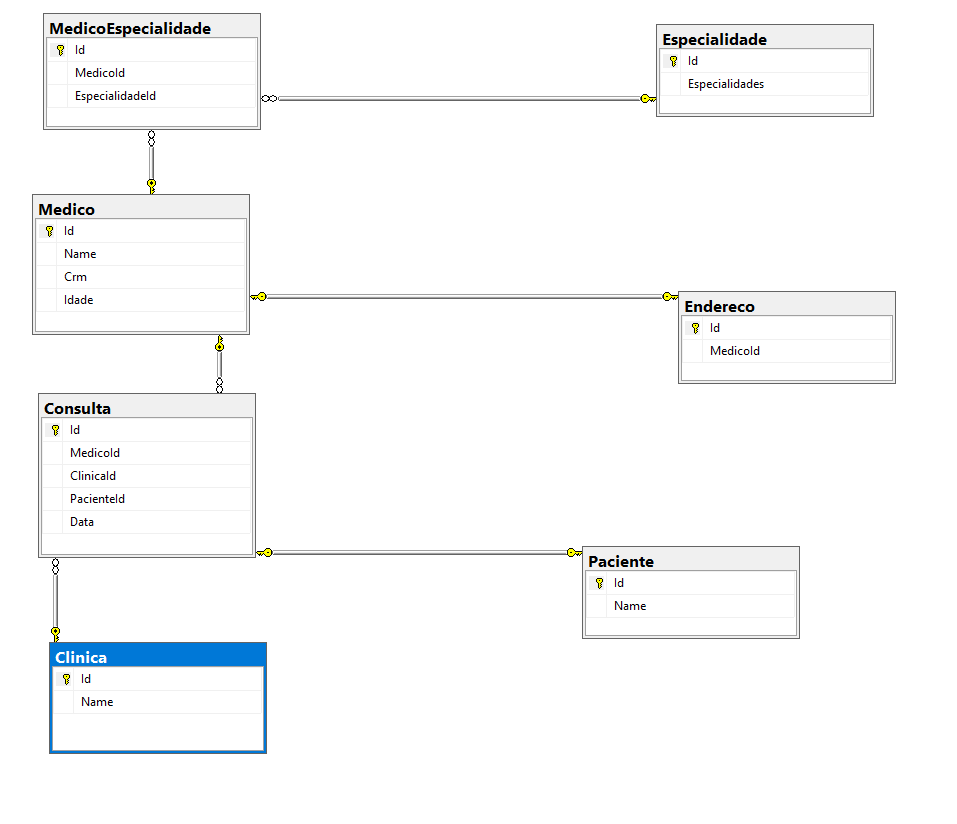 MedicoEspecialidade
Id
MedicoId
EspecialidadeId
Especialidade
Id
Especialidades
Medico
Id
Name
Crm
Idade
Endereco
Id
MedicoId
Consulta
Id
MedicoId
ClinicaId
PacienteId
Data
Paciente
Id
Name
Clinica
Id
Name